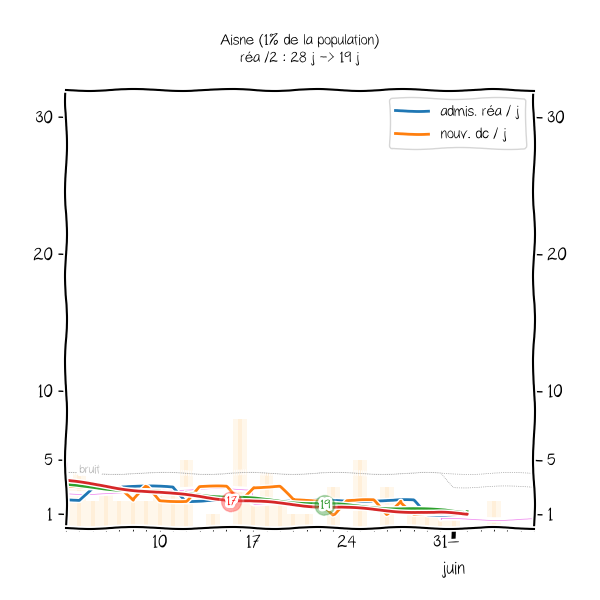 Aisne (1% de la population)
réa /2 : 28 j -> 19 j
admis. réa / j
nouv. dc / j
30
30
20
20
10
10
5
5
bruit
17
19
1
1
10
17
24
31
juin